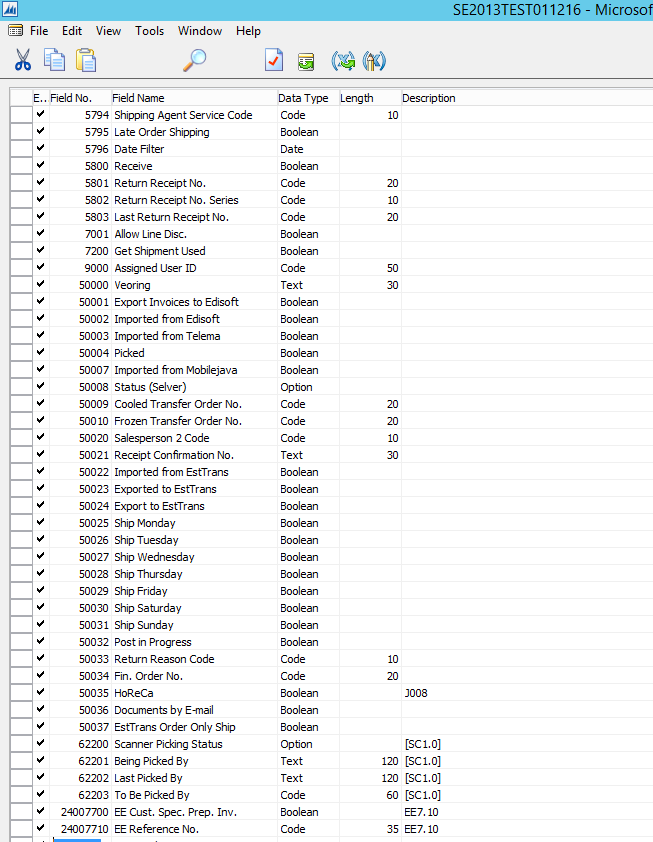 SE2013TEST011216 - Microsof
File Edit View Tools Window Help
E.. Field No. Field Name Data Type Length Description
5794 Shipping Agent Service Code Code 10
5795 Late Order Shipping Boolean
5796 Date Filter Date
5800 Receive Boolean
5801 Return Receipt No. Code 20
5802 Return Receipt No. Series Code 10
5803 Last Return Receipt No. Code 20
7001 Allow Line Disc. Boolean
7200 Get Shipment Used Boolean
9000 Assigned User ID Code 50
50000 Veoring Text 30
50001 Export Invoices to Edisoft Boolean
50002 Imported from Edisoft Boolean
50003 Imported from Telema Boolean
50004 Picked Boolean
50007 Imported from Mobilejava Boolean
50008 Status (Selver) Option
50009 Cooled Transfer Order No. Code 20
50010 Frozen Transfer Order No. Code 20
50020 Salesperson 2 Code Code 10
50021 Receipt Confirmation No. Text 30
50022 Imported from EstTrans Boolean
50023 Exported to EstTrans Boolean
50024 Export to EstTrans Boolean
50025 Ship Monday Boolean
50026 Ship Tuesday Boolean
50027 Ship Wednesday Boolean
50028 Ship Thursday Boolean
50029 Ship Friday Boolean
50030 Ship Saturday Boolean
50031 Ship Sunday Boolean
50032 Post in Progress Boolean
50033 Return Reason Code Code 10
50034 Fin. Order No. Code 20
50035 HoReCa Boolean J008
50036 Documents by E-mail Boolean
50037 EstTrans Order Only Ship Boolean
62200 Scanner Picking Status Option [SC1.0]
62201 Being Picked By Text 120 [SC1.0]
62202 Last Picked By Text 120 [SC1.0]
62203 To Be Picked By Code 60 [SC1.0]
24007700 EE Cust. Spec. Prep. Inv. Boolean EE7.10
24007710 EE Reference No. Code 35 EE7.10